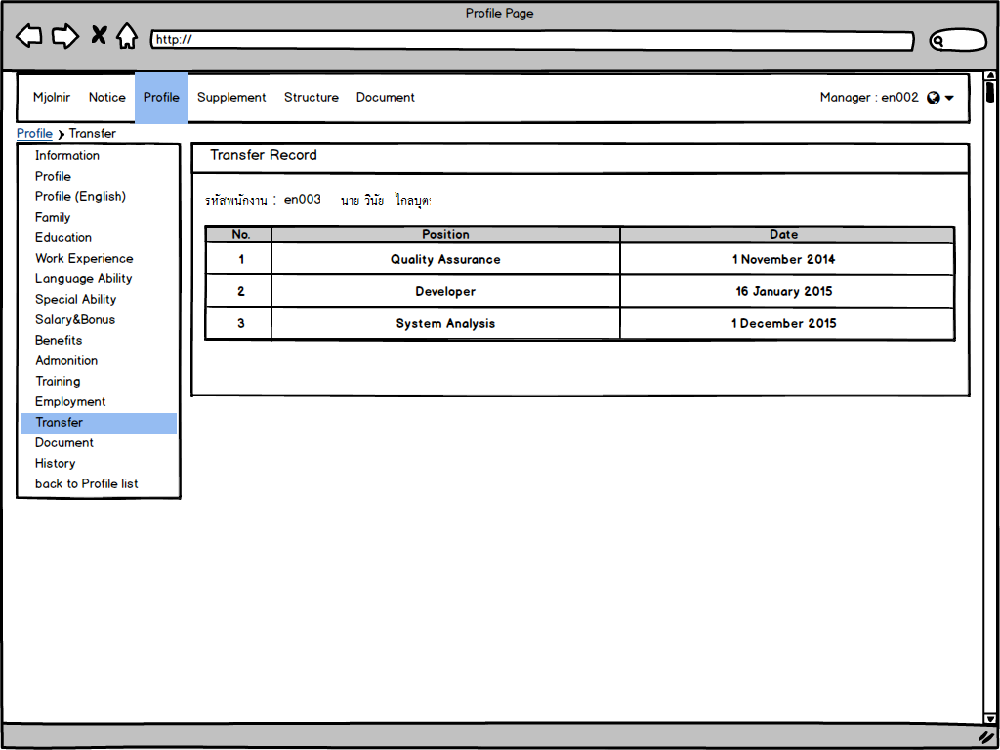 Profile Page
http://
Mjolnir Notice Profile Supplement Structure Document Manager : en002
Profile Transfer
Information
Profile
Profile (English)
Family
Education
Work Experience
Language Ability
Special Ability
Salary&Bonus
Benefits
Admonition
Training
Employment
Transfer
Document
History
back to Profile list
Transfer Record
รหัสพนักงาน : en003 นาย วินัย ไกลบุตร
No. Position Date
1 Quality Assurance 1 November 2014
2 Developer 16 January 2015
3 System Analysis 1 December 2015